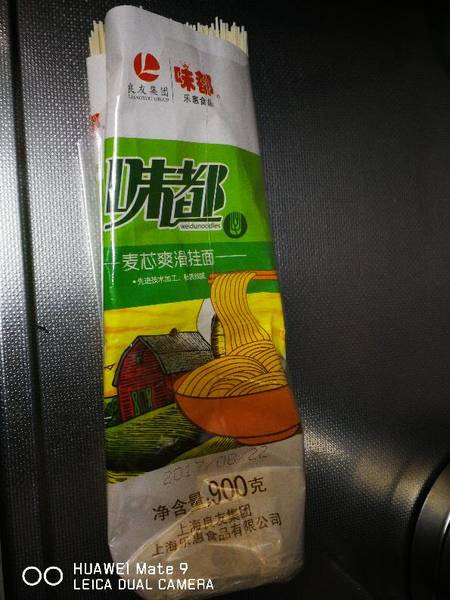 良友集团
LIANGYOU GROUP
味都
乐惠食品
味都
weidunoodles
麦芯爽滑挂面
•先进技术加工,
2017/08/22
净含量:900克
上海良友集团
上海乐惠食品有限公司
HUAWEI Mate 9
LEICA DUAL CAMERA